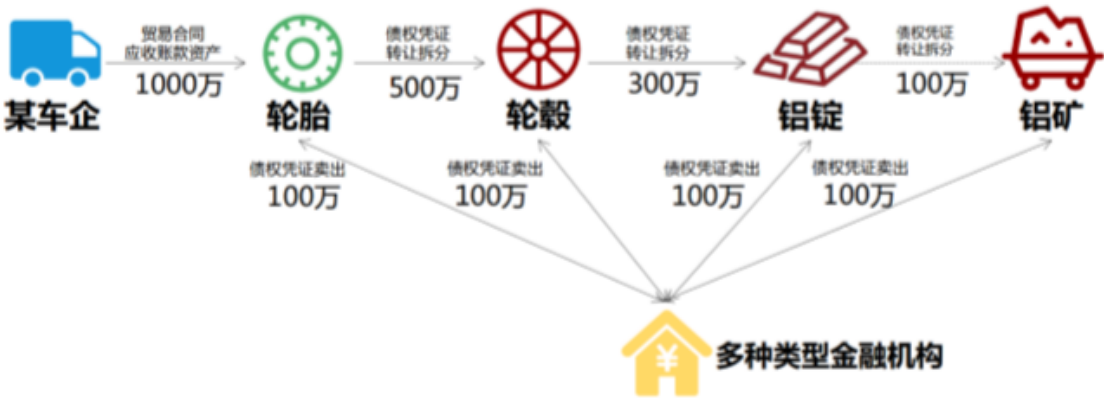 贸易合同
应收账款资产
1000万
债权凭证
转让拆分
500万
债权凭证
转让拆分
300万
债权凭证
转让拆分
100万
某车企
轮胎
轮毂
铝锭
铝矿
债权凭证卖出
100万
债权凭证卖出
100万
债权凭证卖出
100万
债权凭证卖出
100万
¥
多种类型金融机构